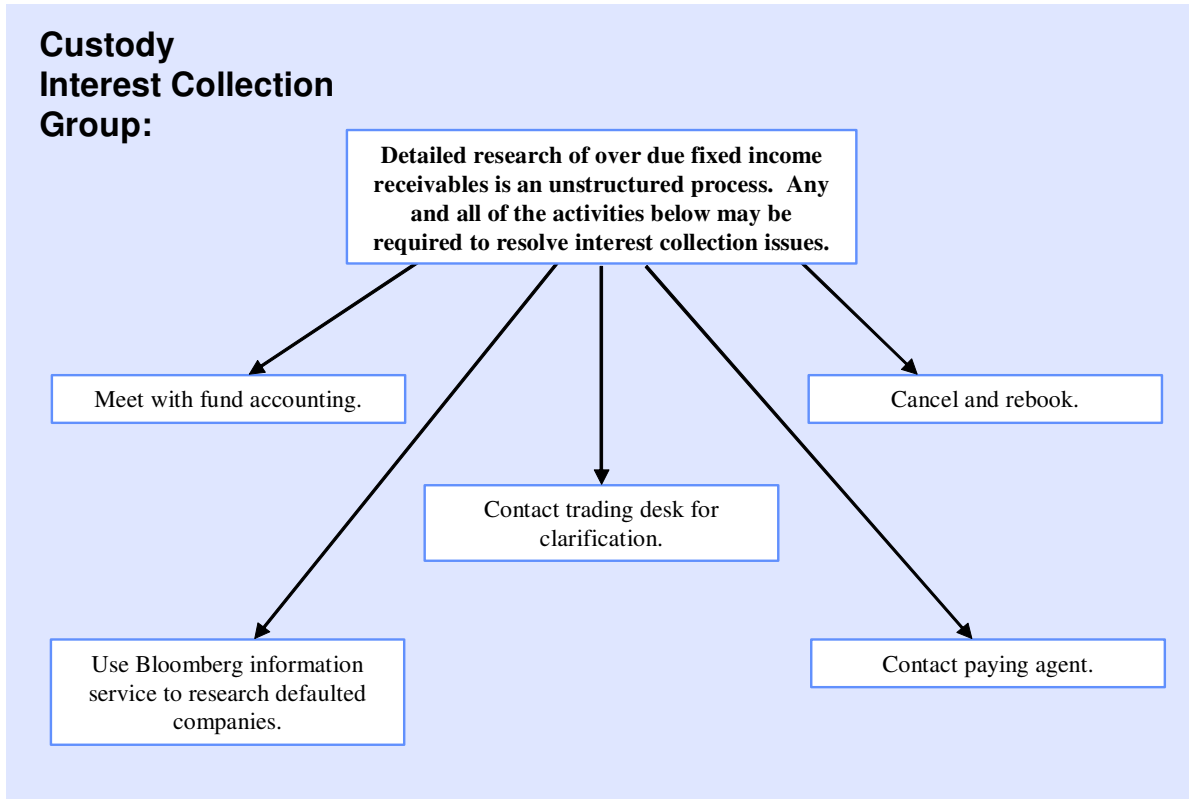 Custody
Interest Collection
Group:
Detailed research of over due fixed income
receivables is an unstructured process.  Any
and all of the activities below may be
required to resolve interest collection issues.
Meet with fund accounting.
Cancel and rebook.
Contact trading desk for
clarification.
Use Bloomberg information
service to research defaulted
companies.
Contact paying agent.